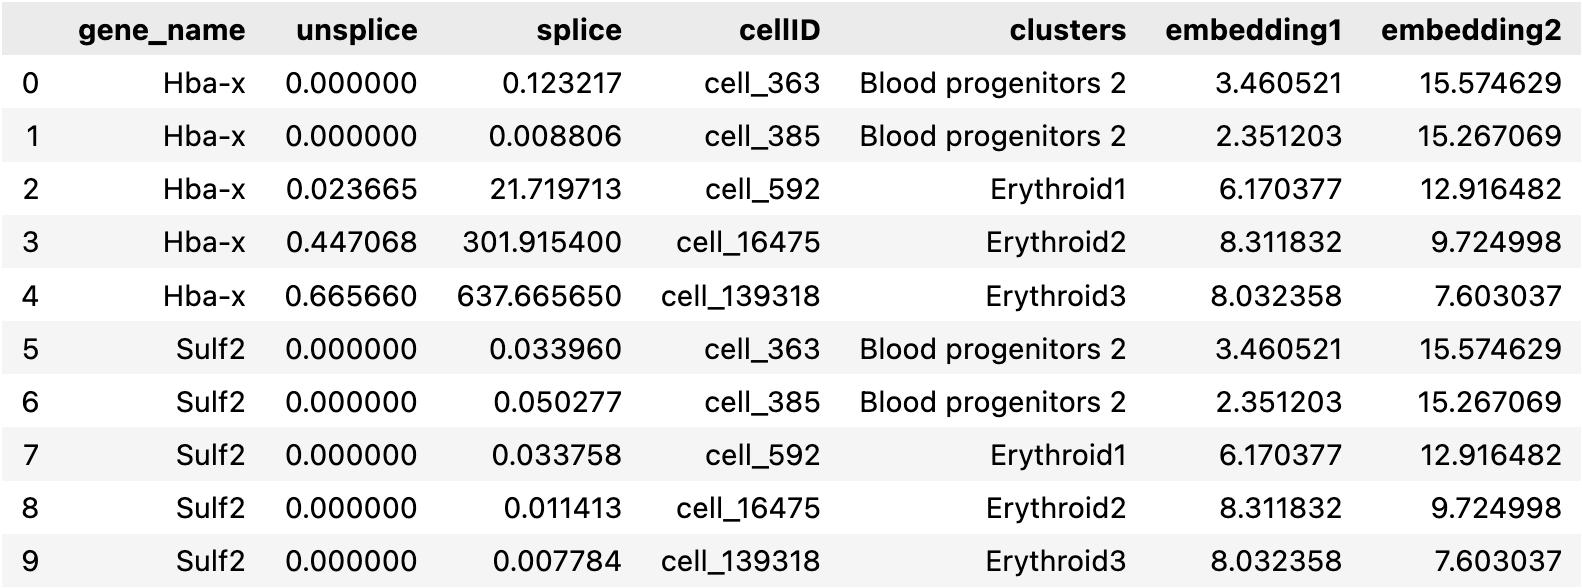 gene_name unsplice splice cellID clusters embedding1 embedding2
0 Hba-x 0.000000 0.123217 cell_363 Blood progenitors 2 3.460521 15.574629
1 Hba-x 0.000000 0.008806 cell_385 Blood progenitors 2 2.351203 15.267069
2 Hba-x 0.023665 21.719713 cell_592 Erythroid1 6.170377 12.916482
3 Hba-x 0.447068 301.915400 cell_16475 Erythroid2 8.311832 9.724998
4 Hba-x 0.665660 637.665650 cell_139318 Erythroid3 8.032358 7.603037
5 Sulf2 0.000000 0.033960 cell_363 Blood progenitors 2 3.460521 15.574629
6 Sulf2 0.000000 0.050277 cell_385 Blood progenitors 2 2.351203 15.267069
7 Sulf2 0.000000 0.033758 cell_592 Erythroid1 6.170377 12.916482
8 Sulf2 0.000000 0.011413 cell_16475 Erythroid2 8.311832 9.724998
9 Sulf2 0.000000 0.007784 cell_139318 Erythroid3 8.032358 7.603037